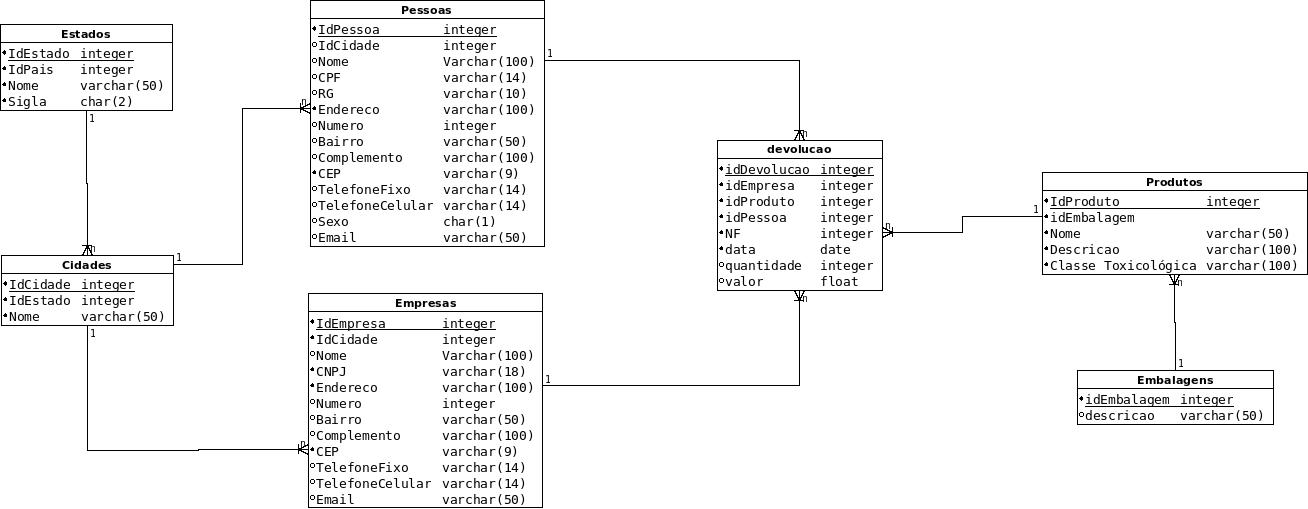 Estados
IdEstado integer
IdPais integer
Nome varchar(50)
Sigla char(2)
1
n
Cidades
IdCidade integer
IdEstado integer
Nome varchar(50)
1
1
n
Pessoas
IdPessoa integer
IdCidade integer
Nome Varchar(100)
CPF varchar(14)
RG varchar(10)
Endereco varchar(100)
Numero integer
Bairro varchar(50)
Complemento varchar(100)
CEP varchar(9)
TelefoneFixo varchar(14)
TelefoneCelular varchar(14)
Sexo char(1)
Email varchar(50)
1
n
Empresas
IdEmpresa integer
IdCidade integer
Nome Varchar(100)
CNPJ varchar(18)
Endereco varchar(100)
Numero integer
Bairro varchar(50)
Complemento varchar(100)
CEP varchar(9)
TelefoneFixo varchar(14)
TelefoneCelular varchar(14)
Email varchar(50)
n
1
devolucao
idDevolucao integer
idEmpresa integer
idProduto integer
idPessoa integer
NF integer
data date
quantidade integer
valor float
n
n
1
Produtos
IdProduto integer
idEmbalagem
Nome varchar(50)
Descricao varchar(100)
Classe Toxicológica varchar(100)
n
1
Embalagens
idEmbalagem integer
descricao varchar(50)